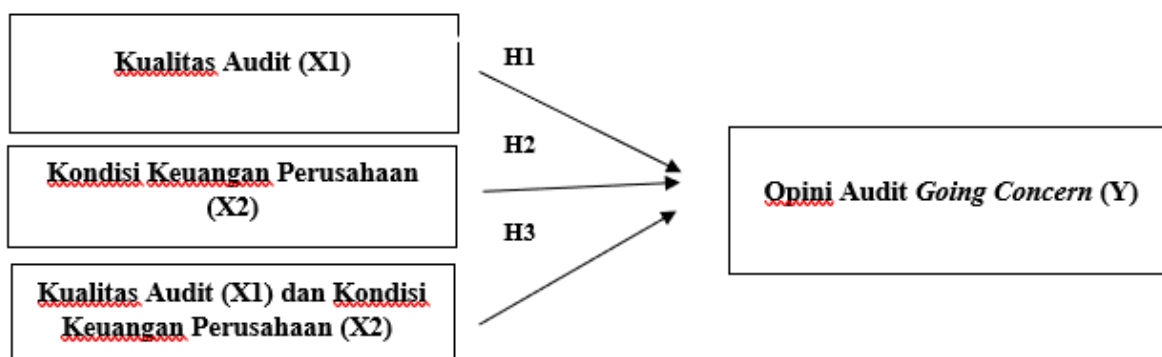 Kualitas Audit (X1)
H1
H2
Kondisi Keuangan Perusahaan
(X2)
Opini Audit Going Concern (Y)
H3
Kualitas Audit (X1) dan Kondisi
Keuangan Perusahaan (X2)